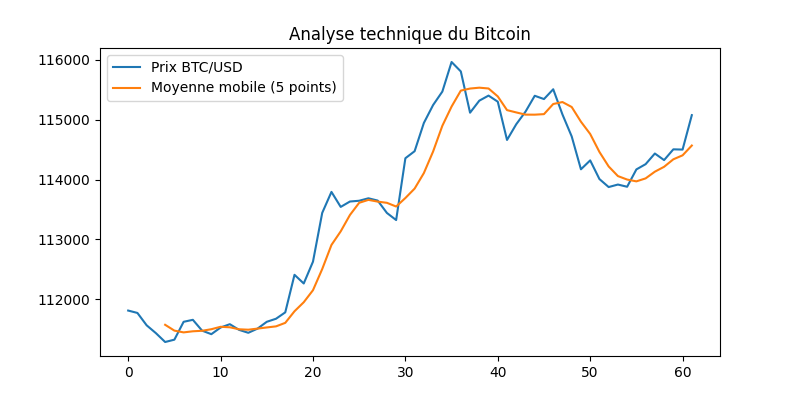 Analyse technique du Bitcoin
Prix BTC/USD
Moyenne mobile (5 points)
116000
115000
114000
113000
112000
0 10 20 30 40 50 60